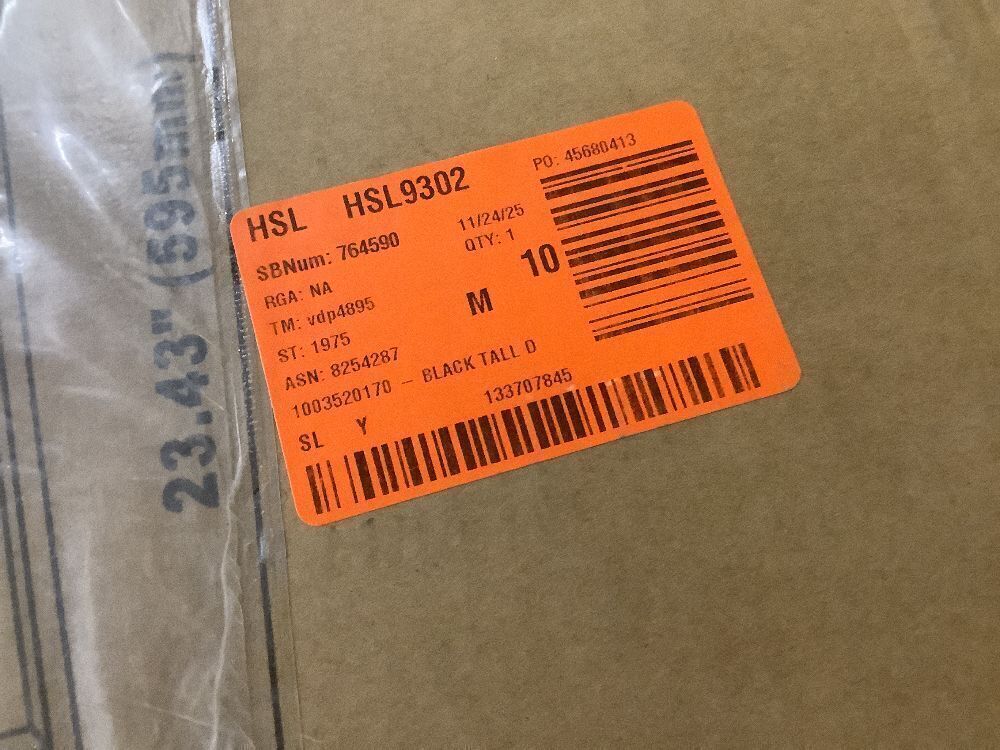 23.43" (595mm)
HSL HSL9302
PO: 45680413
SBNum: 764590
11/24/25
RGA: NA
QTY: 1
TM: vdp4895
M
10
ST: 1975
ASN: 8254287
1003520170 - BLACK TALL D
SL Y
133707845